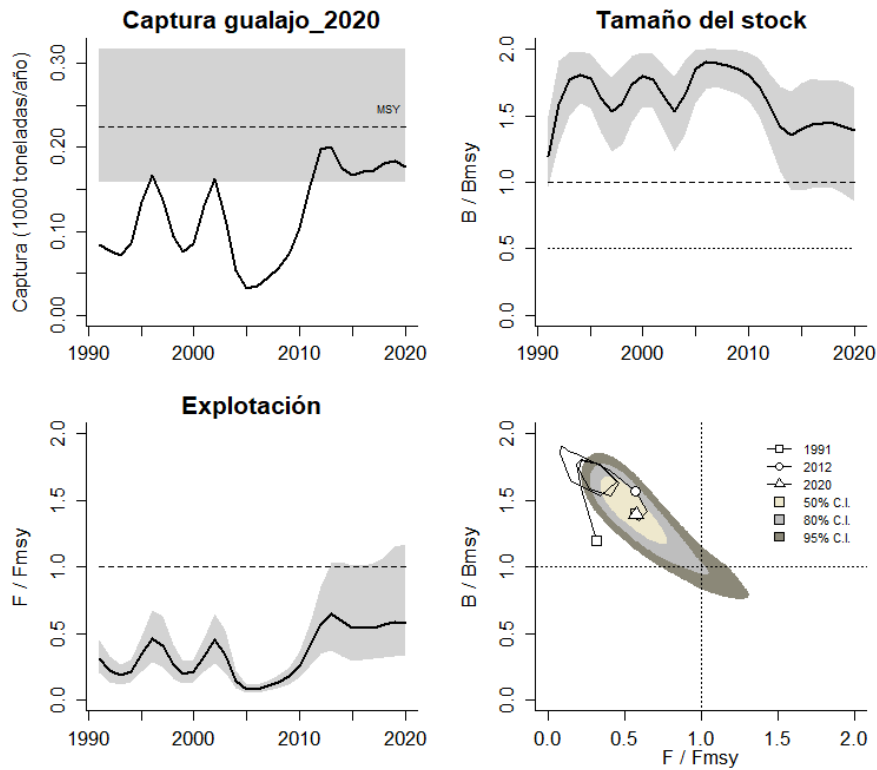 Captura gualajo_2020
Captura (1000 toneladas/año)
0.30
0.20
0.10
0.00
MSY
1990 2000 2010 2020
Tamaño del stock
B / Bmsy
2.0
1.5
1.0
0.5
0.0
1990 2000 2010 2020
Explotación
F / Fmsy
2.0
1.5
1.0
0.5
0.0
1990 2000 2010 2020
B / Bmsy
2.0
1.5
1.0
0.5
0.0
1991
2012
2020
50% C.I.
80% C.I.
95% C.I.
0.0 0.5 1.0 1.5 2.0
F / Fmsy